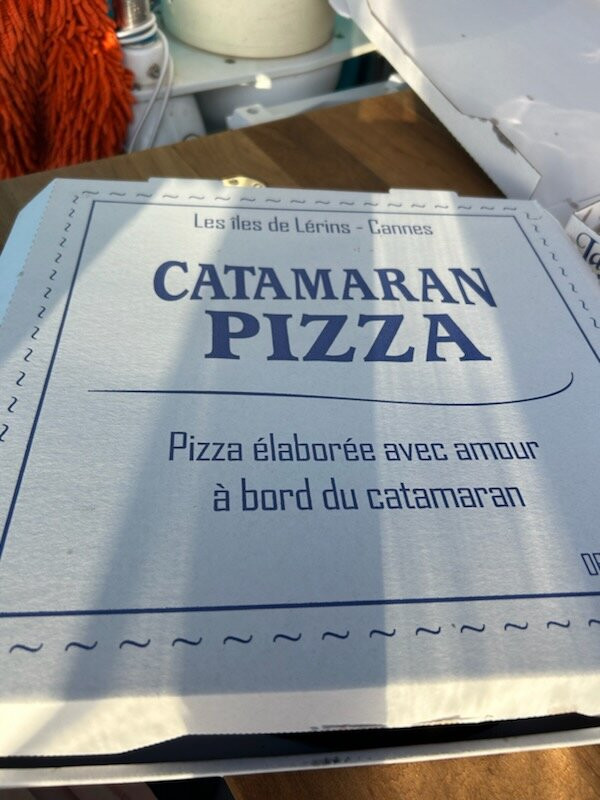 Les îles de Lérins - Cannes
CATAMARAN
PIZZA
Pizza élaborée avec amour
à bord du catamaran